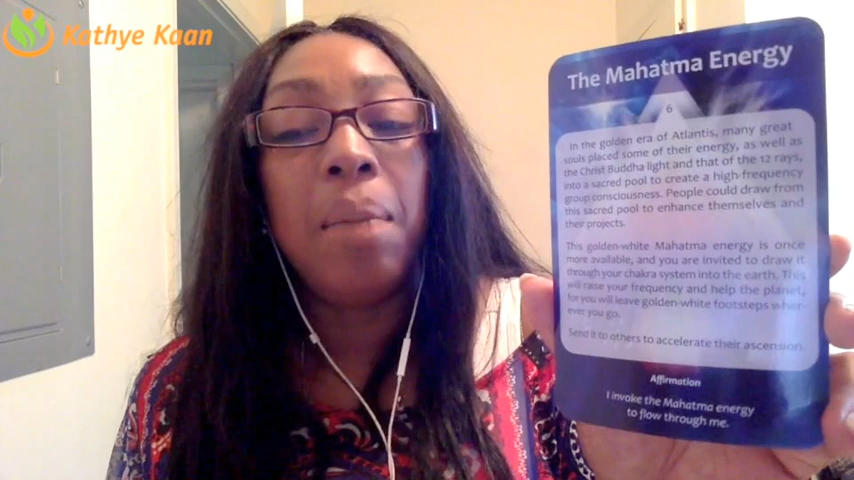 Kathye Kaan
The Mahatma Energy
6
In the golden era of Atlantis, many great
souls placed some of their energy, as well as
the Christ Buddha light and that of the 12 rays,
into a sacred pool to create a high-frequency
group consciousness. People could draw from
this sacred pool to enhance themselves and
their projects.
This golden-white Mahatma energy is once
more available, and you are invited to draw it
through your chakra system into the earth. This
will raise your frequency and help the planet,
for you will leave golden-white footsteps wher-
ever you go.
Send it to others to accelerate their ascension.
Affirmation
I invoke the Mahatma energy
to flow through me.